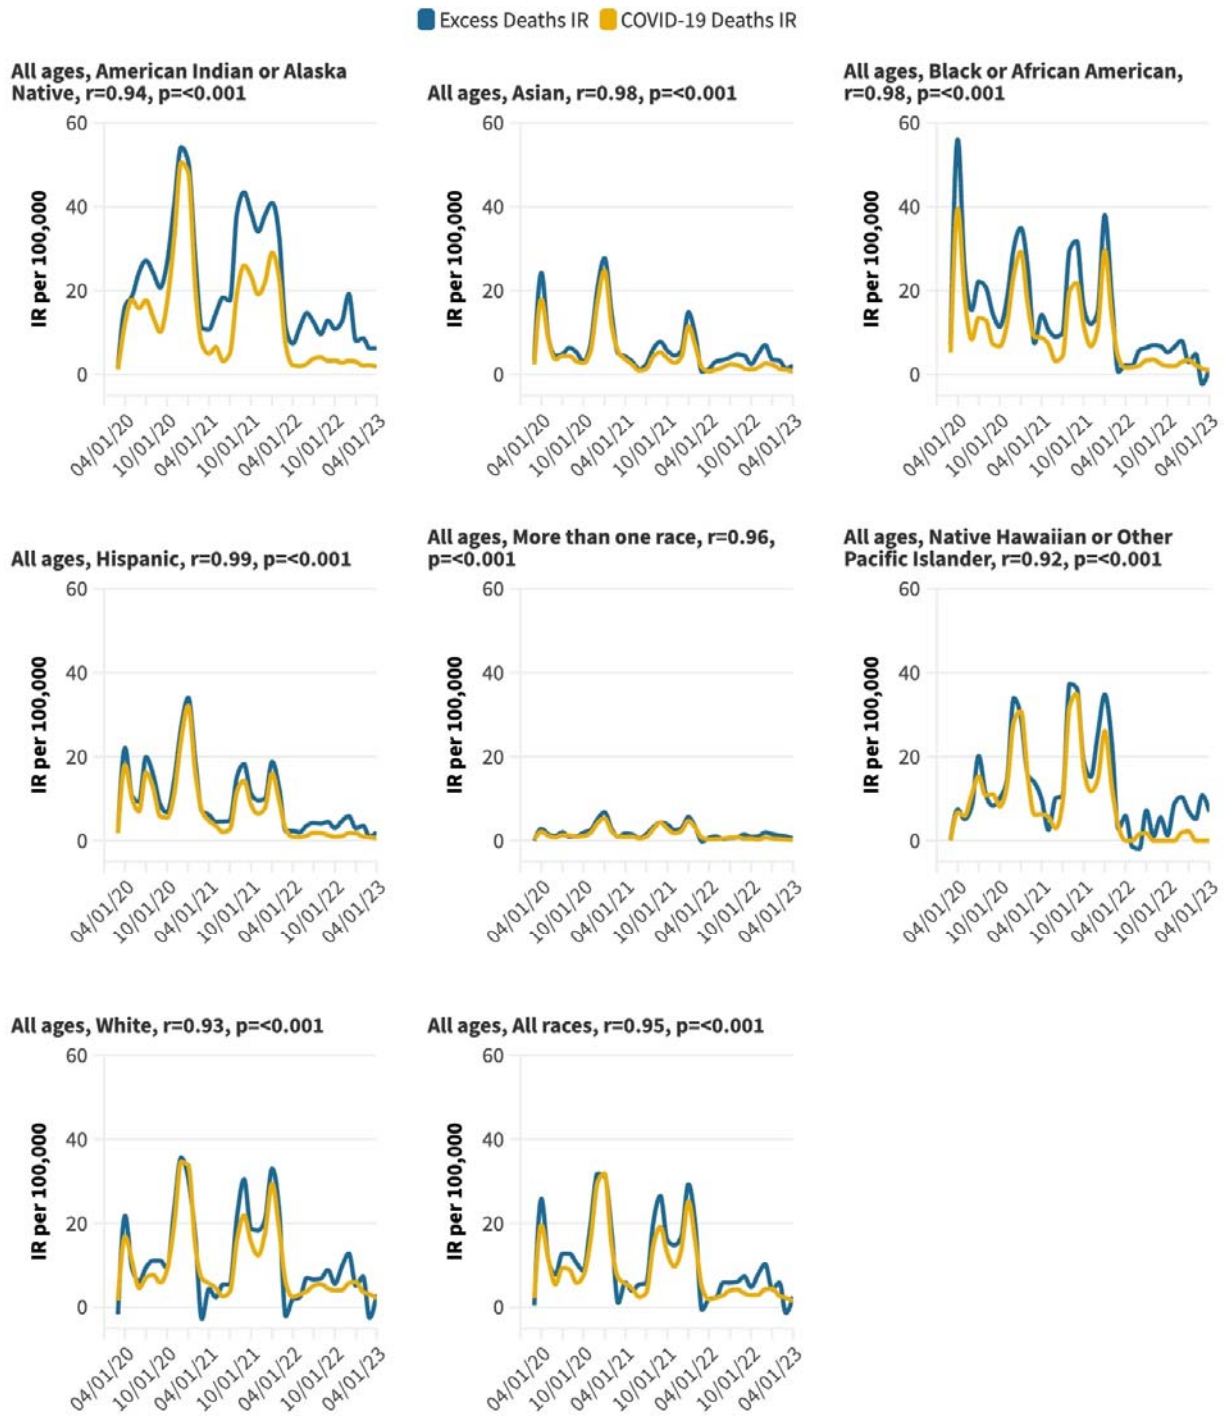 Excess Deaths IR COVID-19 Deaths IR
All ages, American Indian or Alaska
Native, r=0.94, p=<0.001
60
40
20
0
IR per 100,000
04/01/20 10/01/20 04/01/21 10/01/21 04/01/22 10/01/22 04/01/23
All ages, Asian, r=0.98, p=<0.001
60
40
20
0
IR per 100,000
04/01/20 10/01/20 04/01/21 10/01/21 04/01/22 10/01/22 04/01/23
All ages, Black or African American,
r=0.98, p=<0.001
60
40
20
0
IR per 100,000
04/01/20 10/01/20 04/01/21 10/01/21 04/01/22 10/01/22 04/01/23
All ages, Hispanic, r=0.99, p=<0.001
60
40
20
0
IR per 100,000
04/01/20 10/01/20 04/01/21 10/01/21 04/01/22 10/01/22 04/01/23
All ages, More than one race, r=0.96,
p=<0.001
60
40
20
0
IR per 100,000
04/01/20 10/01/20 04/01/21 10/01/21 04/01/22 10/01/22 04/01/23
All ages, Native Hawaiian or Other
Pacific Islander, r=0.92, p=<0.001
60
40
20
0
IR per 100,000
04/01/20 10/01/20 04/01/21 10/01/21 04/01/22 10/01/22 04/01/23
All ages, White, r=0.93, p=<0.001
60
40
20
0
IR per 100,000
04/01/20 10/01/20 04/01/21 10/01/21 04/01/22 10/01/22 04/01/23
All ages, All races, r=0.95, p=<0.001
60
40
20
0
IR per 100,000
04/01/20 10/01/20 04/01/21 10/01/21 04/01/22 10/01/22 04/01/23